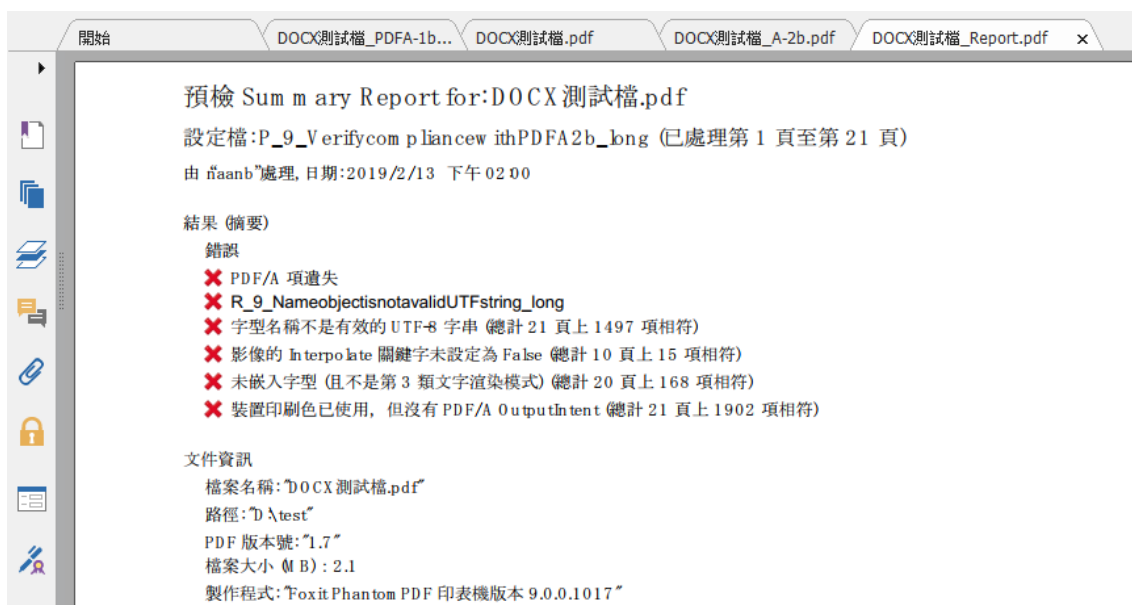 開始
DOCX測試檔_PDFA-1b...
DOCX測試檔.pdf
DOCX測試檔_A-2b.pdf
DOCX測試檔_Report.pdf
預檢 Summary Report for:DOCX測試檔.pdf
設定檔:P_9_VerifycompliancewithPDFA2b_long (已處理第 1 頁至第 21 頁)
由 "naanb"處理, 日期:2019/2/13 下午 02:00
結果 (摘要)
錯誤
PDF/A 項遺失
R_9_NameobjectisnotavalidUTFstring_long
字型名稱不是有效的 UTF-8 字串 (總計 21 頁上 1497 項相符)
影像的 Interpolate 關鍵字未設定為 False (總計 10 頁上 15 項相符)
未嵌入字型 (且不是第 3 類文字渲染模式) (總計 20 頁上 168 項相符)
裝置印刷色已使用, 但沒有 PDF/A OutputIntent (總計 21 頁上 1902 項相符)
文件資訊
檔案名稱:"DOCX測試檔.pdf"
路徑:"D:\test"
PDF 版本號:"1.7"
檔案大小 (MB) : 2.1
製作程式:"Foxit Phantom PDF 印表機版本 9.0.0.1017"